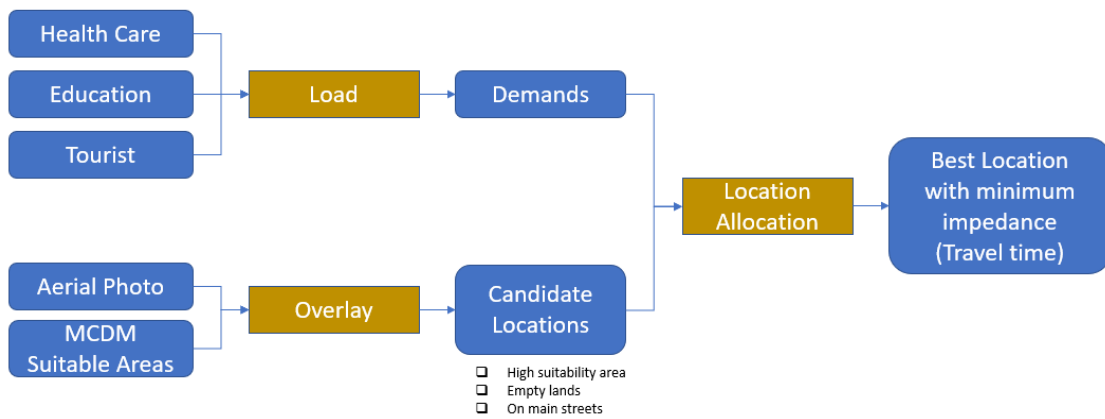 Health Care
Education
Tourist
Load
Demands
Aerial Photo
MCDM
Suitable Areas
Overlay
Candidate
Locations
❑ High suitability area
❑ Empty lands
❑ On main streets
Location
Allocation
Best Location
with minimum
impedance
(Travel time)